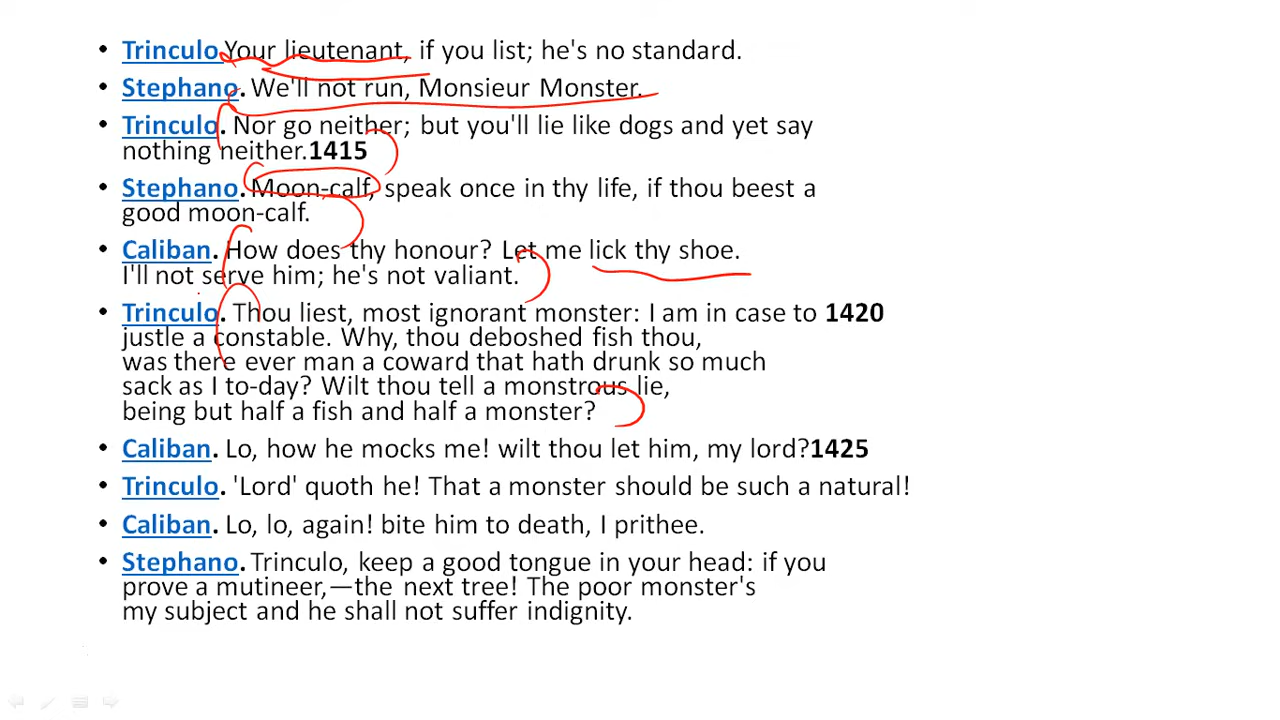 • Trinculo. Your lieutenant, if you list; he's no standard.
• Stephano. We'll not run, Monsieur Monster.
• Trinculo. Nor go neither; but you'll lie like dogs and yet say
nothing neither.1415
• Stephano. Moon-calf, speak once in thy life, if thou beest a
good moon-calf.
• Caliban. How does thy honour? Let me lick thy shoe.
I'll not serve him; he's not valiant.
• Trinculo. Thou liest, most ignorant monster: I am in case to 1420
justle a constable. Why, thou deboshed fish thou,
was there ever man a coward that hath drunk so much
sack as I to-day? Wilt thou tell a monstrous lie,
being but half a fish and half a monster?
• Caliban. Lo, how he mocks me! wilt thou let him, my lord?1425
• Trinculo. 'Lord' quoth he! That a monster should be such a natural!
• Caliban. Lo, lo, again! bite him to death, I prithee.
• Stephano. Trinculo, keep a good tongue in your head: if you
prove a mutineer,—the next tree! The poor monster's
my subject and he shall not suffer indignity.